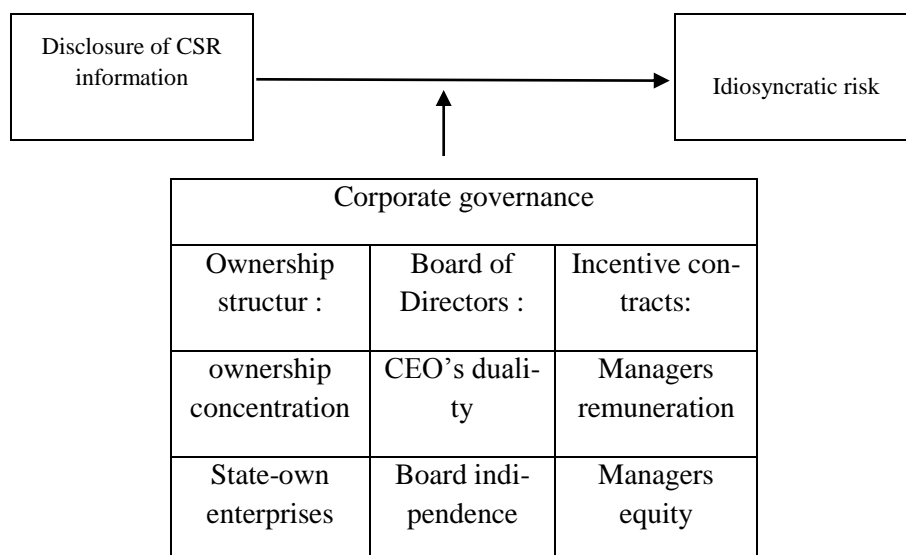 Disclosure of CSR
information
Idiosyncratic risk
Corporate governance
Ownership
structur :
Board of
Directors :
Incentive con-
tracts:
ownership
concentration
CEO’s duali-
ty
Managers
remuneration
State-own
enterprises
Board indi-
pendence
Managers
equity